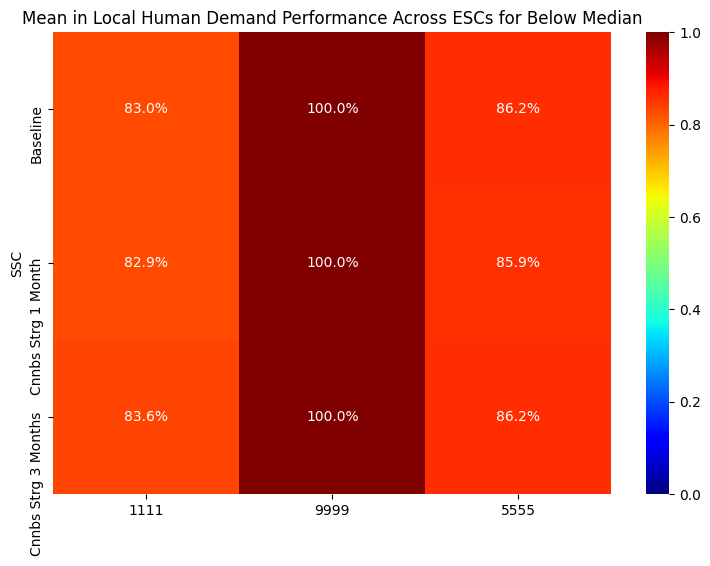 Mean in Local Human Demand Performance Across ESCs for Below Median
SSC
Baseline
83.0% 100.0% 86.2%
Cnnbs Strg 1 Month
82.9% 100.0% 85.9%
Cnnbs Strg 3 Months
83.6% 100.0% 86.2%
1111 9999 5555
1.0
0.8
0.6
0.4
0.2
0.0